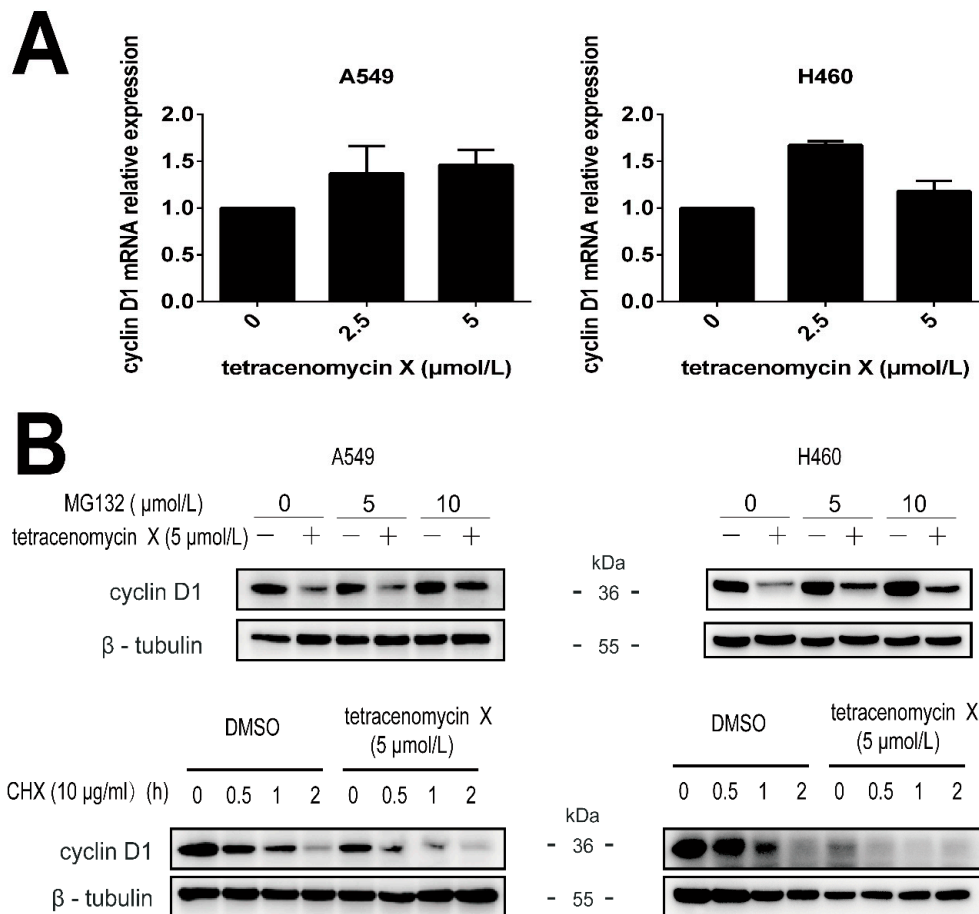 A
A549
H460
cyclin D1 mRNA relative expression
2.0
1.5
1.0
0.5
0.0
0
2.5
5
tetracenomycin X (μmol/L)
cyclin D1 mRNA relative expression
2.0
1.5
1.0
0.5
0.0
0
2.5
5
tetracenomycin X (μmol/L)
B
A549
H460
MG132 ( μmol/L) 0 5 10
0 5 10
tetracenomycin X (5 μmol/L) — + — + — +
— + — + — +
kDa
cyclin D1
- 36 -
β - tubulin
- 55 -
DMSO
tetracenomycin X
(5 μmol/L)
DMSO
tetracenomycin X
(5 μmol/L)
CHX (10 μg/ml) (h) 0 0.5 1 2 0 0.5 1 2
0 0.5 1 2 0 0.5 1 2
kDa
cyclin D1
- 36 -
β - tubulin
- 55 -